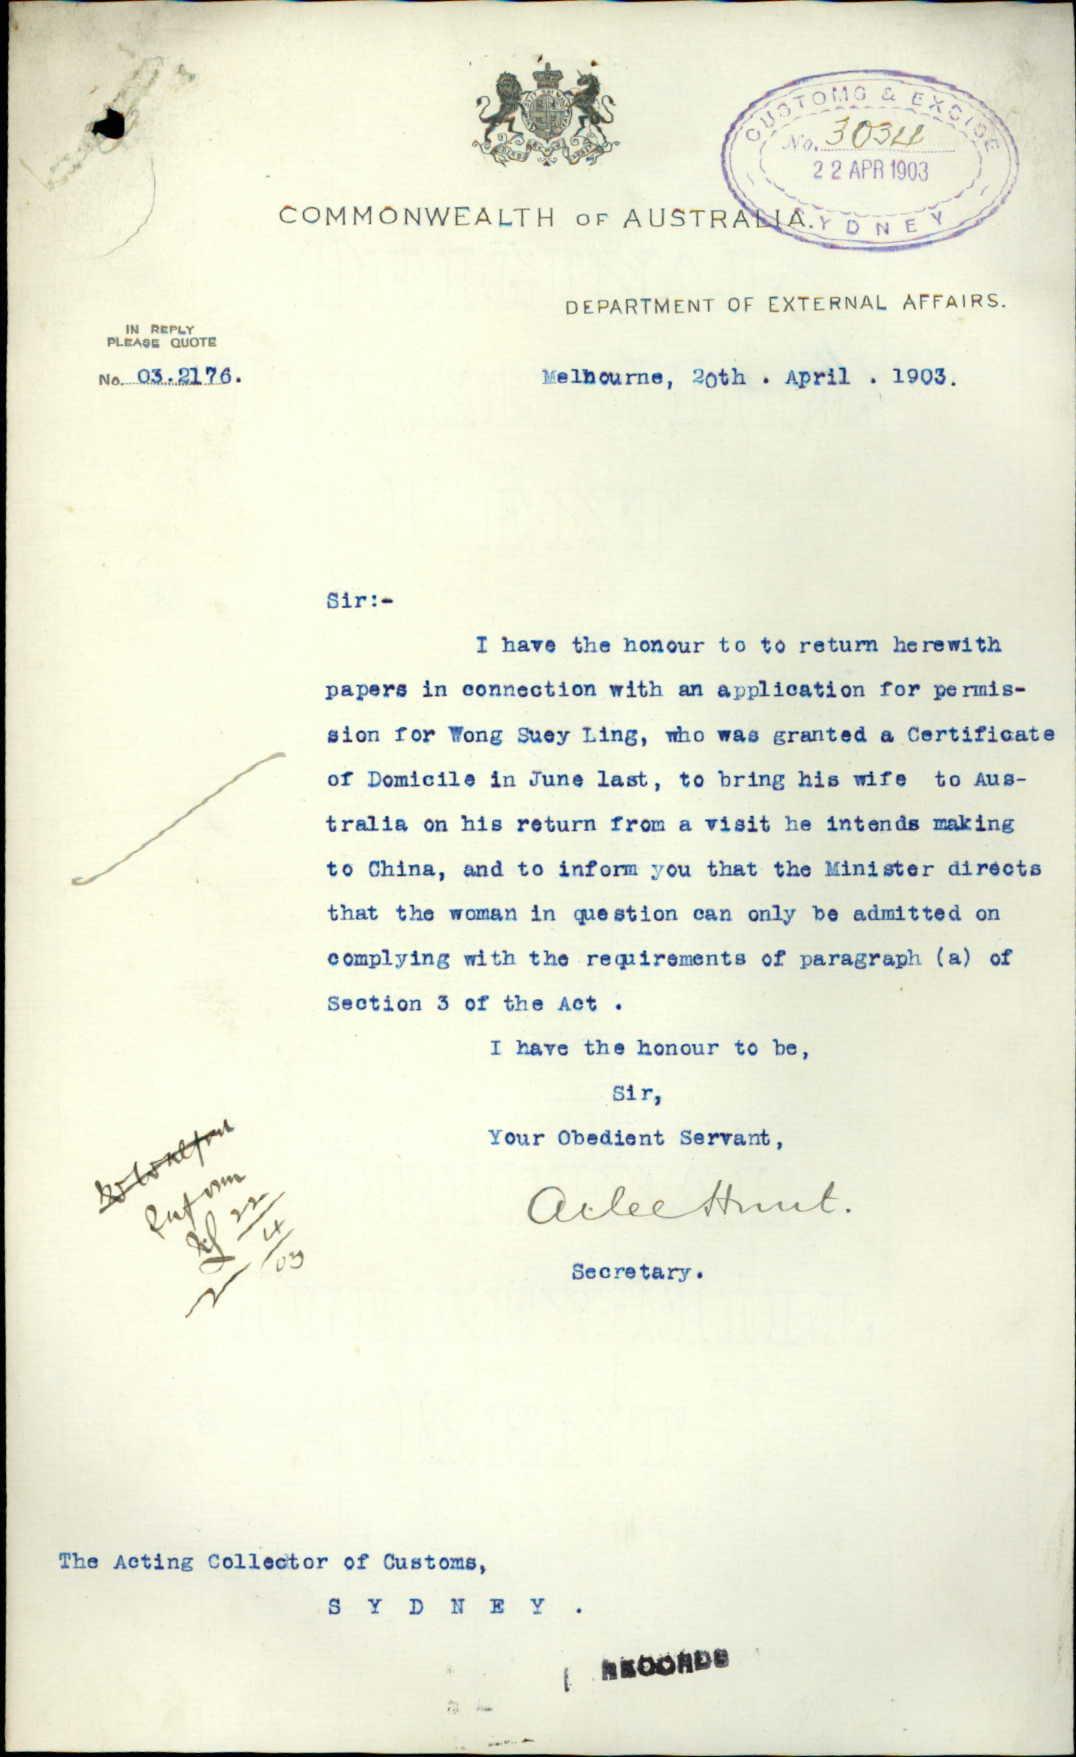 CUSTOMS & EXCISE
No. 3034
22 APR 1903
SYDNEY
COMMONWEALTH OF AUSTRALIA.
DEPARTMENT OF EXTERNAL AFFAIRS.
IN REPLY
PLEASE QUOTE
No. 03.2176.
Melbourne, 20th . April . 1903.
Sir:-
I have the honour to to return herewith
papers in connection with an application for permis-
sion for Wong Suey Ling, who was granted a Certificate
of Domicile in June last, to bring his wife to Aus-
tralia on his return from a visit he intends making
to China, and to inform you that the Minister directs
that the woman in question can only be admitted on
complying with the requirements of paragraph (a) of
Section 3 of the Act .
I have the honour to be,
Sir,
Your Obedient Servant,
Atlee Hunt.
Secretary.
Inform
22/4/03
The Acting Collector of Customs,
S Y D N E Y .
RECORDS